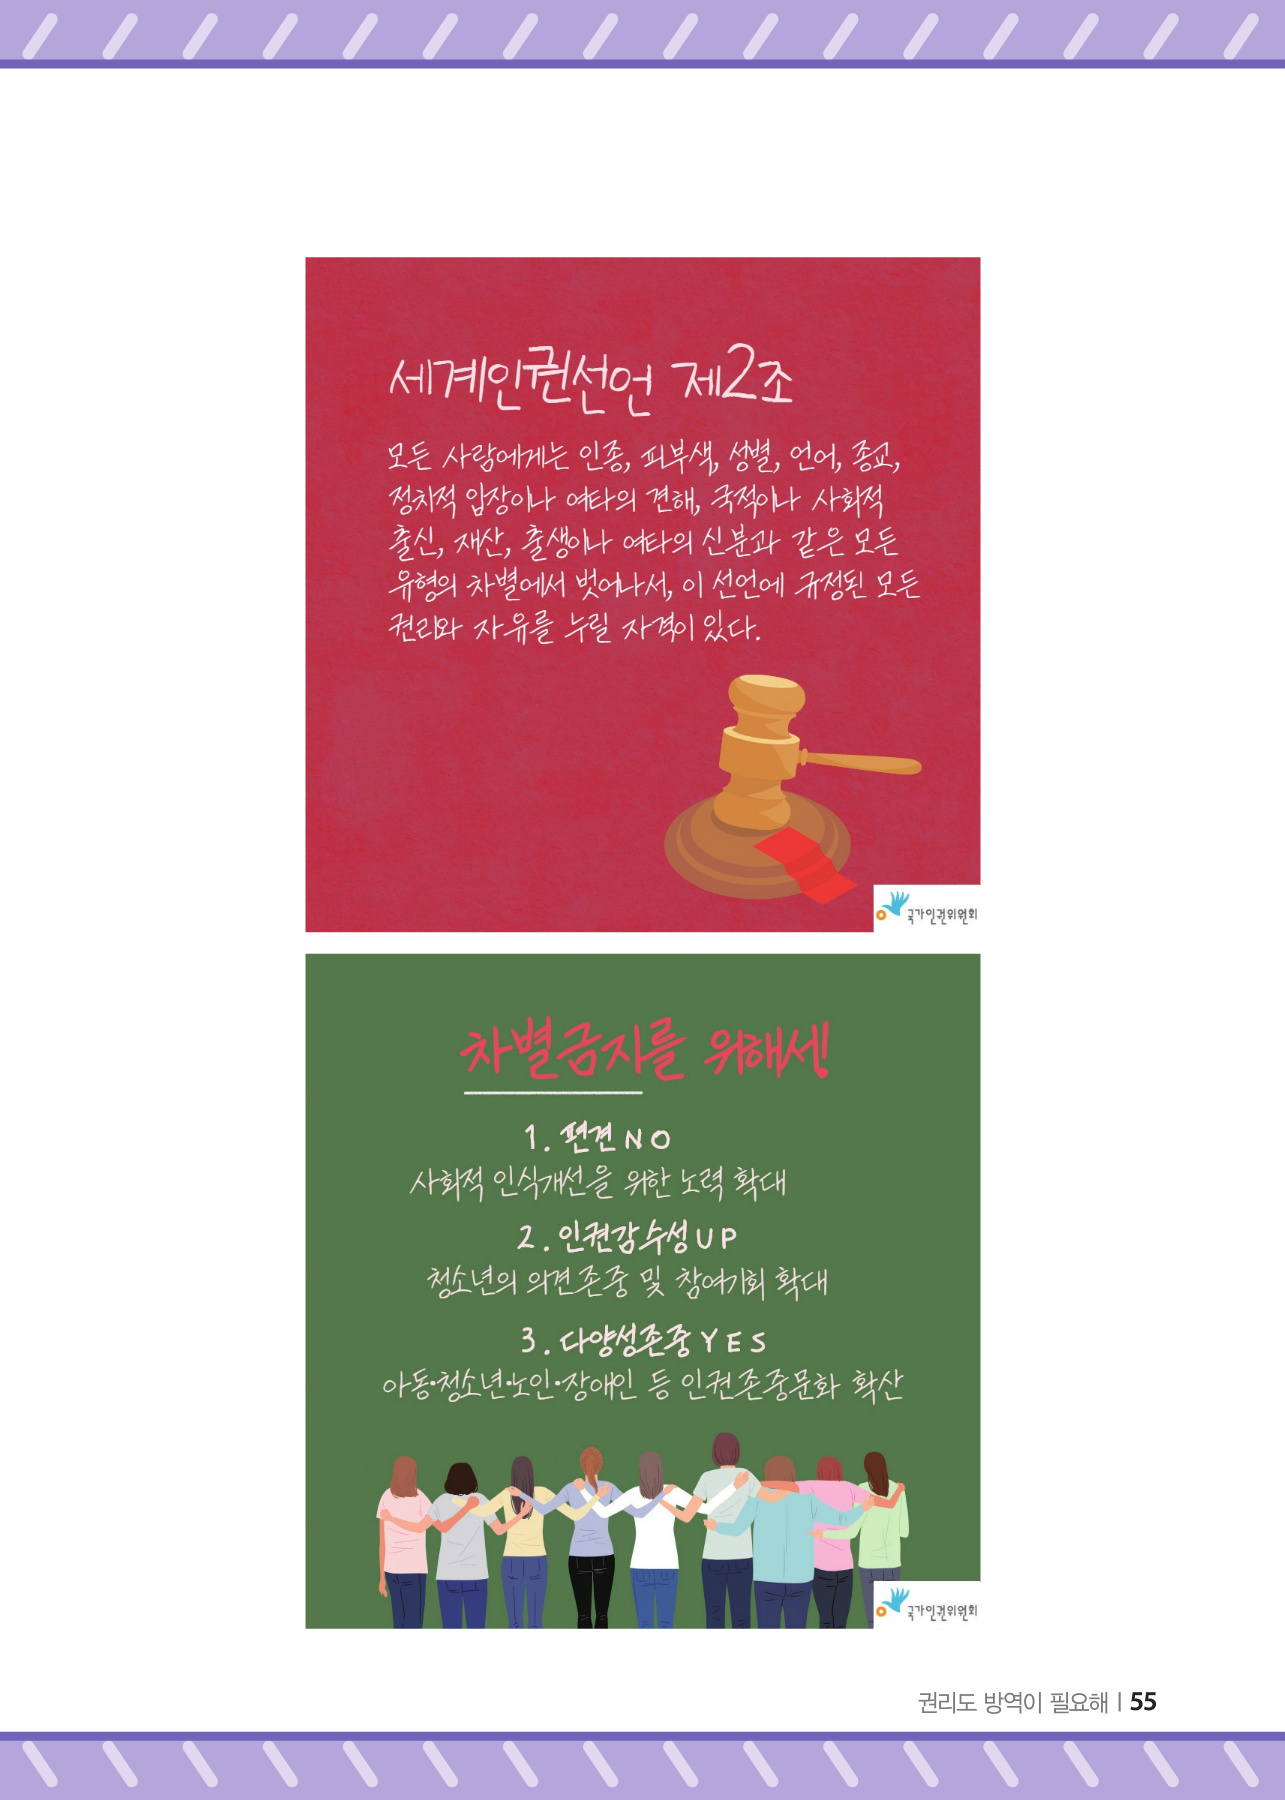 세계인권선언 제2조
모든 사람에게는 인종, 피부색, 성별, 언어, 종교,
정치적 입장이나 여타의 견해, 국적이나 사회적
출신, 재산, 출생이나 여타의 신분과 같은 모든
유형의 차별에서 벗어나서, 이 선언에 규정된 모든
권리와 자유를 누릴 자격이 있다.
국가인권위원회
차별금지를 위해서!
1. 편견 NO
사회적 인식개선을 위한 노력 확대
2. 인권감수성 UP
청소년의 의견존중 및 참여기회 확대
3. 다양성존중 YES
아동·청소년·노인·장애인 등 인권존중문화 확산
국가인권위원회
권리도 방역이 필요해 | 55